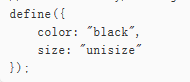 define({
    color: "black",
    size: "unisize"
});